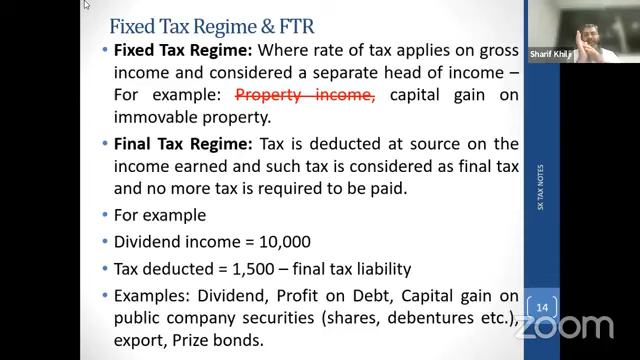 Fixed Tax Regime & FTR
Fixed Tax Regime: Where rate of tax applies on gross
income and considered a separate head of income –
For example: Property income, capital gain on
immovable property.
Final Tax Regime: Tax is deducted at source on the
income earned and such tax is considered as final tax
and no more tax is required to be paid.
For example
Dividend income = 10,000
Tax deducted = 1,500 – final tax liability
Examples: Dividend, Profit on Debt, Capital gain on
public company securities (shares, debentures etc.),
export, Prize bonds.
Sharif Khilji
SK TAX NOTES
14
zoom